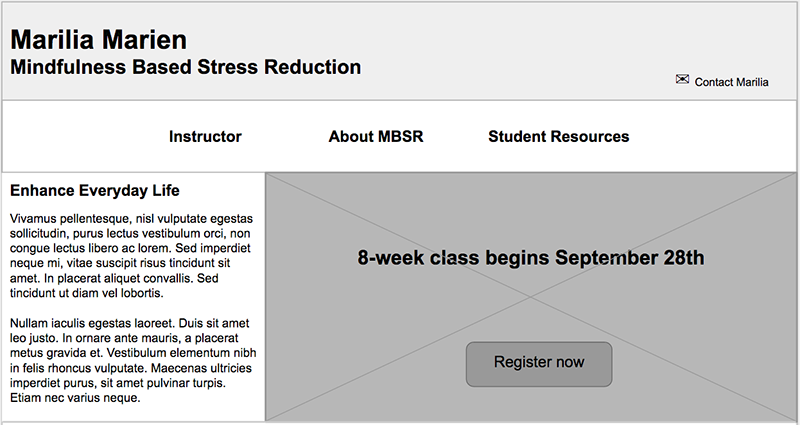 Marilia Marien
Mindfulness Based Stress Reduction
✉ Contact Marilia
Instructor
About MBSR
Student Resources
Enhance Everyday Life
Vivamus pellentesque, nisl vulputate egestas
sollicitudin, purus lectus vestibulum orci, non
congue lectus libero ac lorem. Sed imperdiet
neque mi, vitae suscipit risus tincidunt sit
amet. In placerat aliquet convallis. Sed
tincidunt ut diam vel lobortis.
Nullam iaculis egestas laoreet. Duis sit amet
leo justo. In ornare ante mauris, a placerat
metus gravida et. Vestibulum elementum nibh
in felis rhoncus vulputate. Maecenas ultricies
imperdiet purus, sit amet pulvinar turpis.
Etiam nec varius neque.
8-week class begins September 28th
Register now